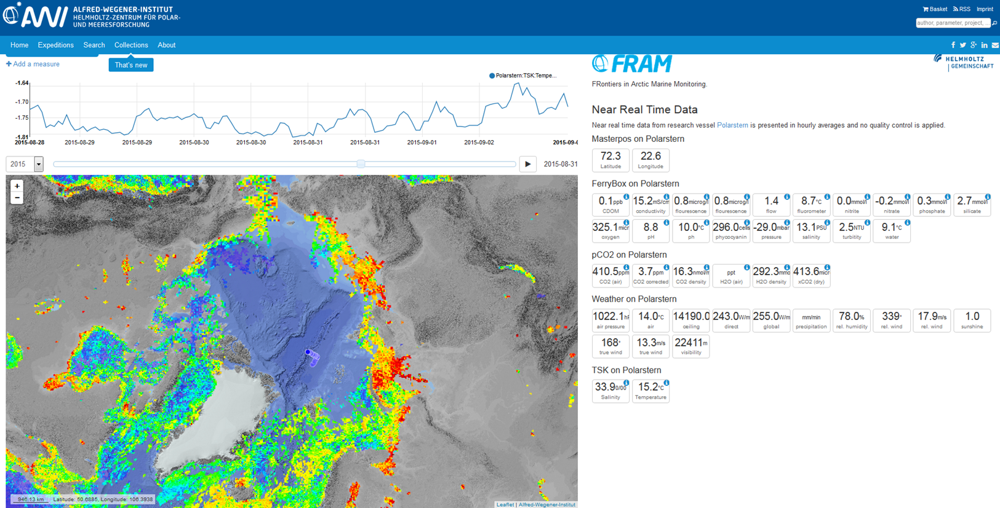 AWI
ALFRED-WEGENER-INSTITUT
HELMHOLTZ-ZENTRUM FÜR POLAR-
UND MEERESFORSCHUNG
Basket RSS Imprint
author, parameter, project, ...
Home Expeditions Search Collections About
Add a measure
That's new
Polarstern:TSK:Tempe...
-1.64
-1.70
-1.75
-1.81
2015-08-28 2015-08-29 2015-08-29 2015-08-30 2015-08-30 2015-08-31 2015-08-31 2015-09-01 2015-09-02 2015-09-0
2015
2015-08-31
+
-
946.13 km
Latitude: 50.6885, Longitude: 106.3938
Leaflet | Alfred-Wegener-Institut
FRAM
HELMHOLTZ
GEMEINSCHAFT
FRontiers in Arctic Marine Monitoring.
Near Real Time Data
Near real time data from research vessel Polarstern is presented in hourly averages and no quality control is applied.
Masterpos on Polarstern
72.3 22.6
Latitude Longitude
FerryBox on Polarstern
0.1ppb 15.2mS/cm 0.8microg/l 0.8microg/l 1.4 8.7°C 0.0mmol/l -0.2mmol/l 0.3mmol/l 2.7mmol/l
CDOM conductivity flourescence flourescence flow fluorometer nitrite nitrate phosphate silicate
325.1micr 8.8 10.0°C 296.0cells -29.0mbar 13.1PSU 2.5NTU 9.1°C
oxygen pH ph phycocyanin pressure salinity turbitity water
pCO2 on Polarstern
410.5ppm 3.7ppm 16.3nmol/m ppt 292.3mmo 413.6micr
CO2 (air) CO2 corrected CO2 density H2O (air) H2O density xCO2 (dry)
Weather on Polarstern
1022.1hP 14.0°C 14190.0 243.0W/m 255.0W/m mm/min 78.0% 339° 17.9m/s 1.0
air pressure air ceiling direct global precipitation rel. humidity rel. wind rel. wind sunshine
168° 13.3m/s 22411m
true wind true wind visibility
TSK on Polarstern
33.90/00 15.2°C
Salinity Temperature